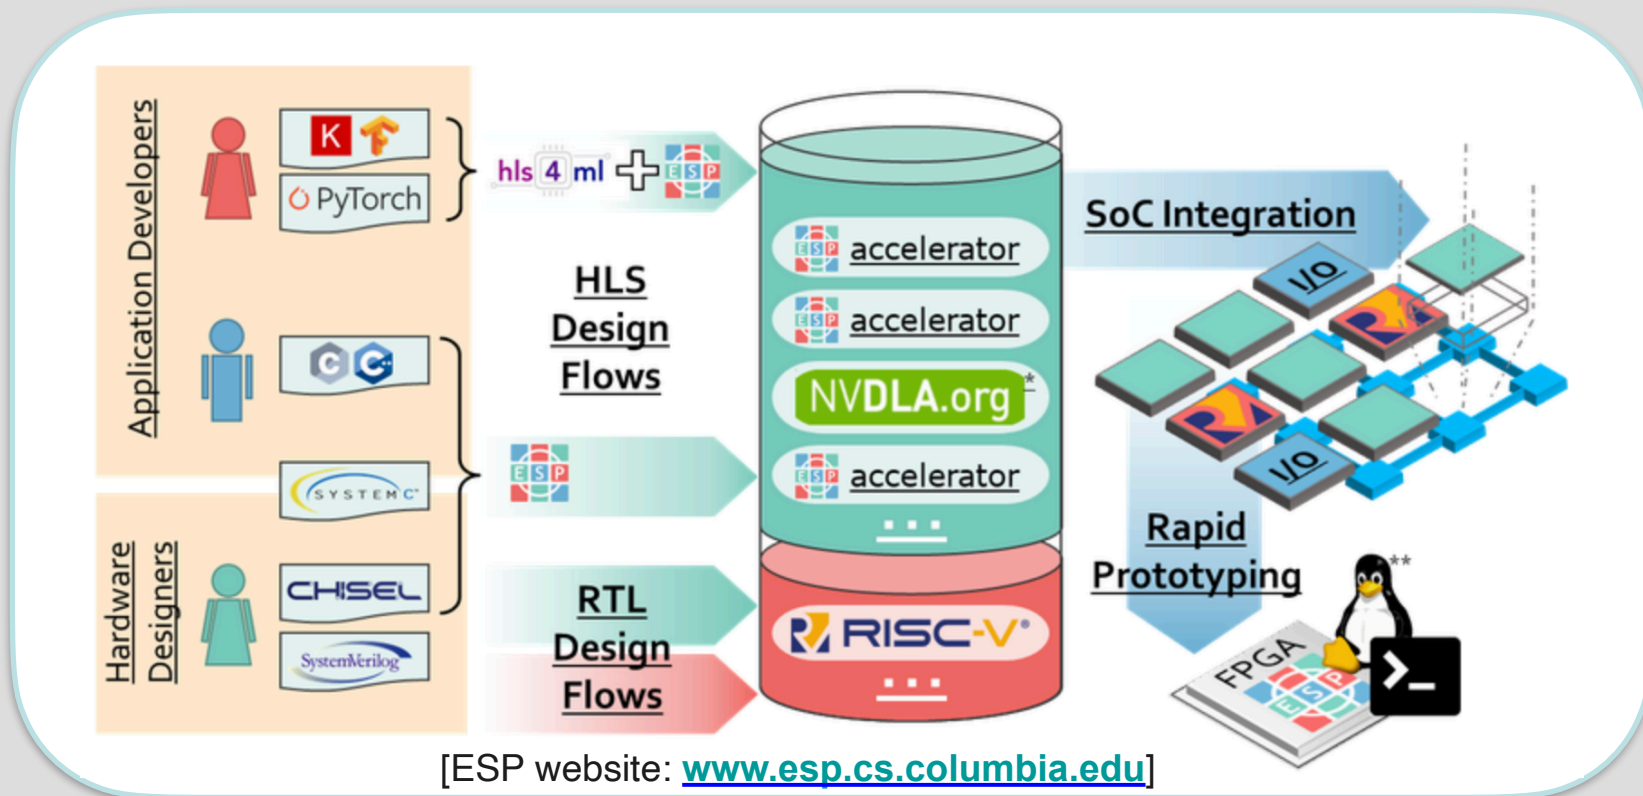 Application Developers
K
PyTorch
C C++
SYSTEM C™
Hardware
Designers
CHISEL
SystemVerilog
hls 4 ml + ESP
HLS
Design
Flows
ESP
RTL
Design
Flows
ESP accelerator
ESP accelerator
NVDLA.org*
ESP accelerator
...
RISC-V®
...
SoC Integration
I/O
I/O
Rapid
Prototyping
**
FPGA
ESP
>_
[ESP website: www.esp.cs.columbia.edu]